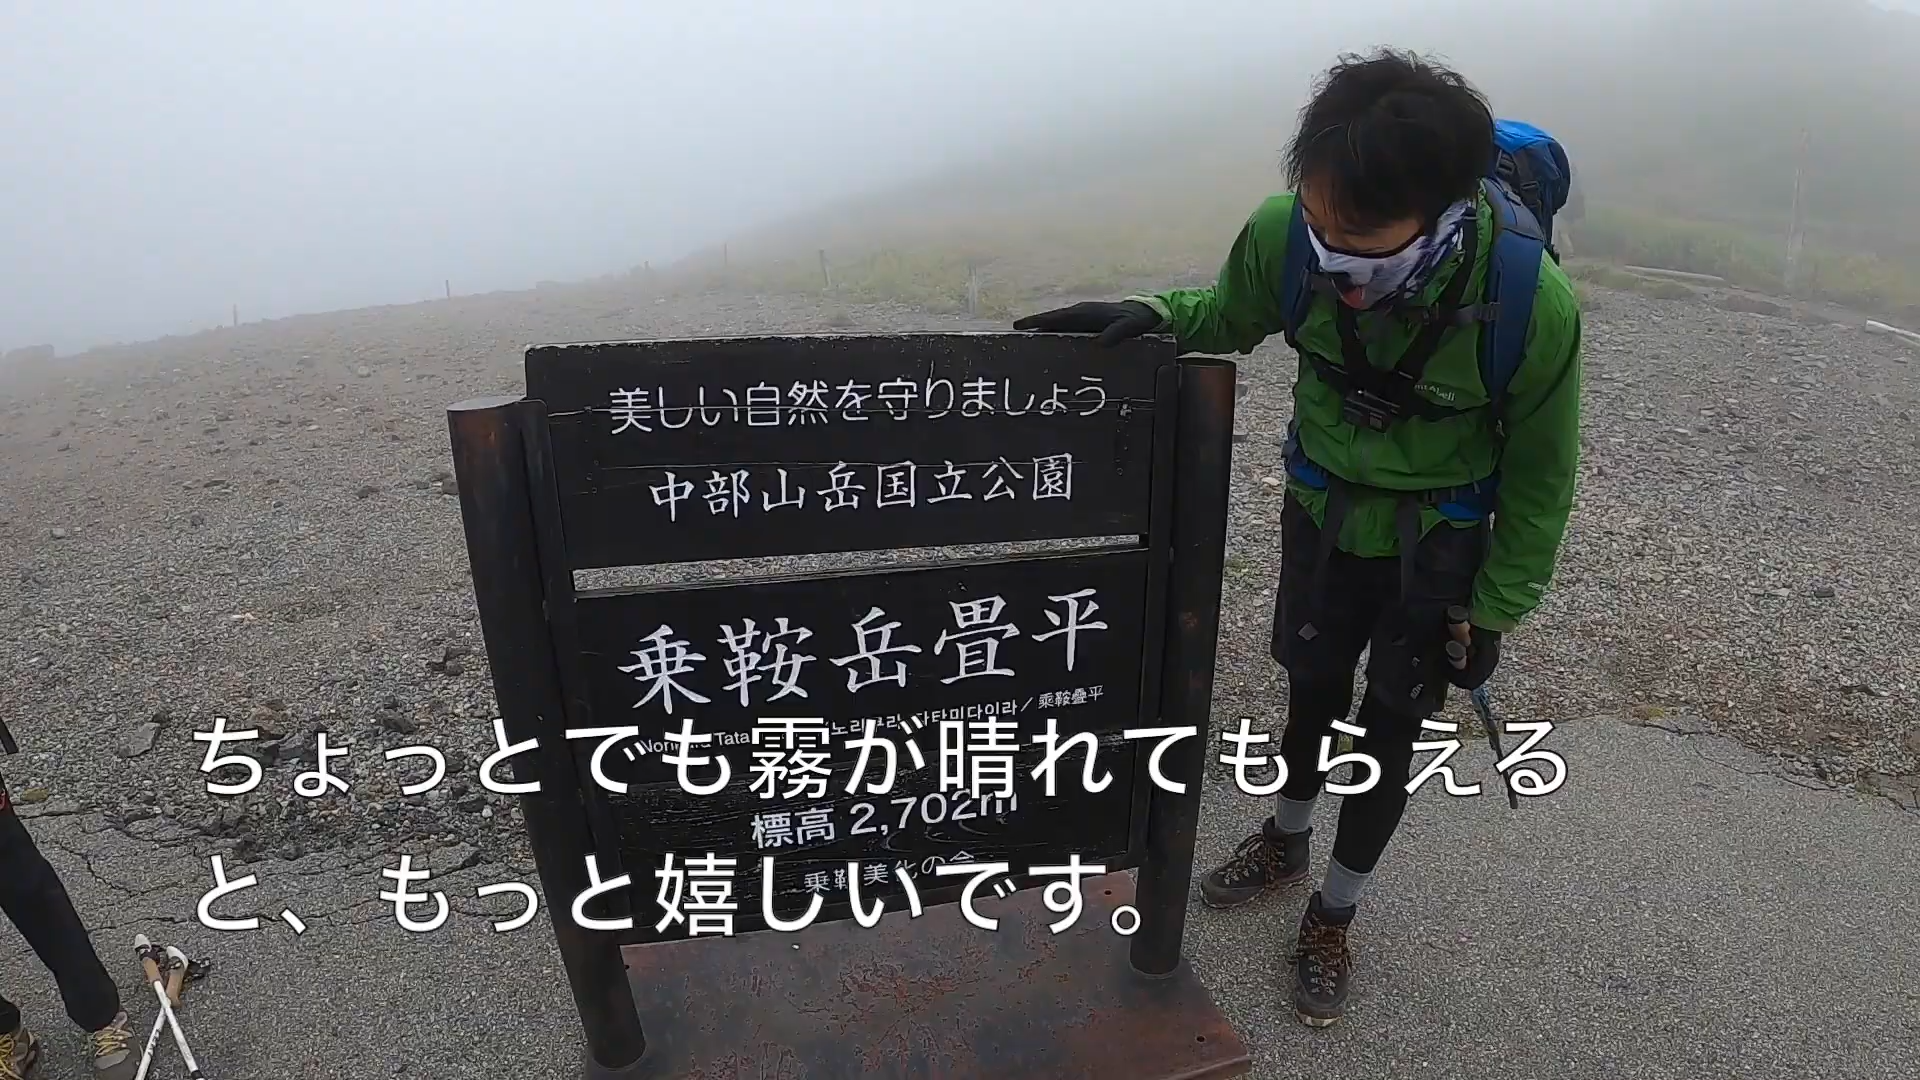 美しい自然を守りましょう
中部山岳国立公園
乗鞍岳畳平
/ 乘鞍疊平
標高 2,702m
ちょっとでも霧が晴れてもらえる
と、もっと嬉しいです。